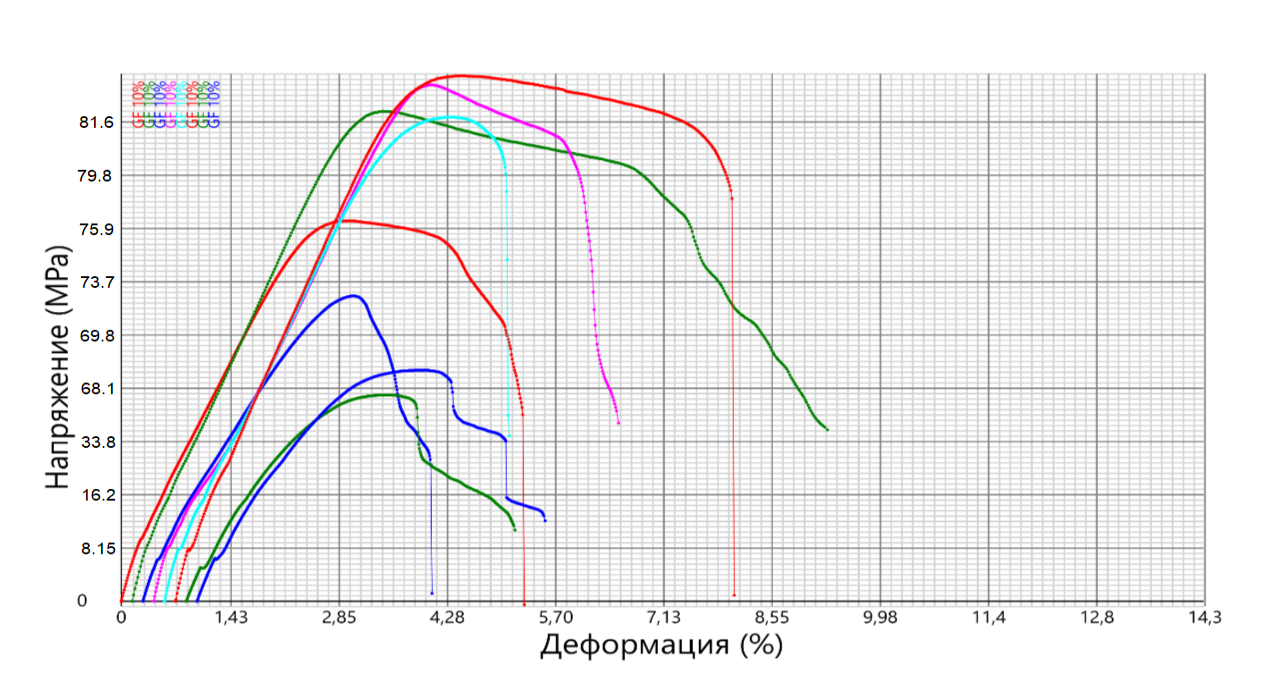 GF 10%
GF 10%
GF 10%
GF 10%
GF 10%
GF 10%
GF 10%
GF 10%
Напряжение (MPa)
81.6
79.8
75.9
73.7
69.8
68.1
33.8
16.2
8.15
0
0 1,43 2,85 4,28 5,70 7,13 8,55 9,98 11,4 12,8 14,3
Деформация (%)